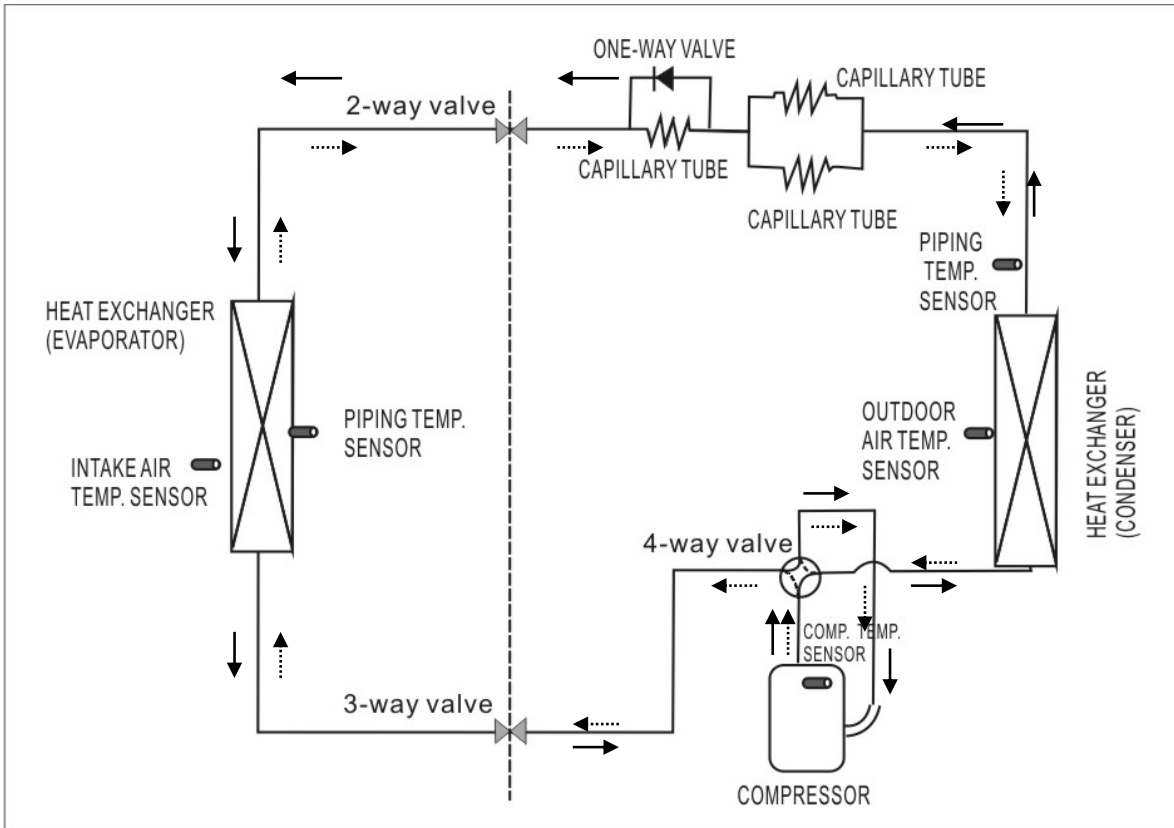 ONE-WAY VALVE
CAPILLARY TUBE
2-way valve
CAPILLARY TUBE
CAPILLARY TUBE
PIPING
TEMP.
SENSOR
HEAT EXCHANGER
(EVAPORATOR)
PIPING TEMP.
SENSOR
INTAKE AIR
TEMP. SENSOR
OUTDOOR
AIR TEMP.
SENSOR
HEAT EXCHANGER
(CONDENSER)
4-way valve
COMP. TEMP.
SENSOR
3-way valve
COMPRESSOR